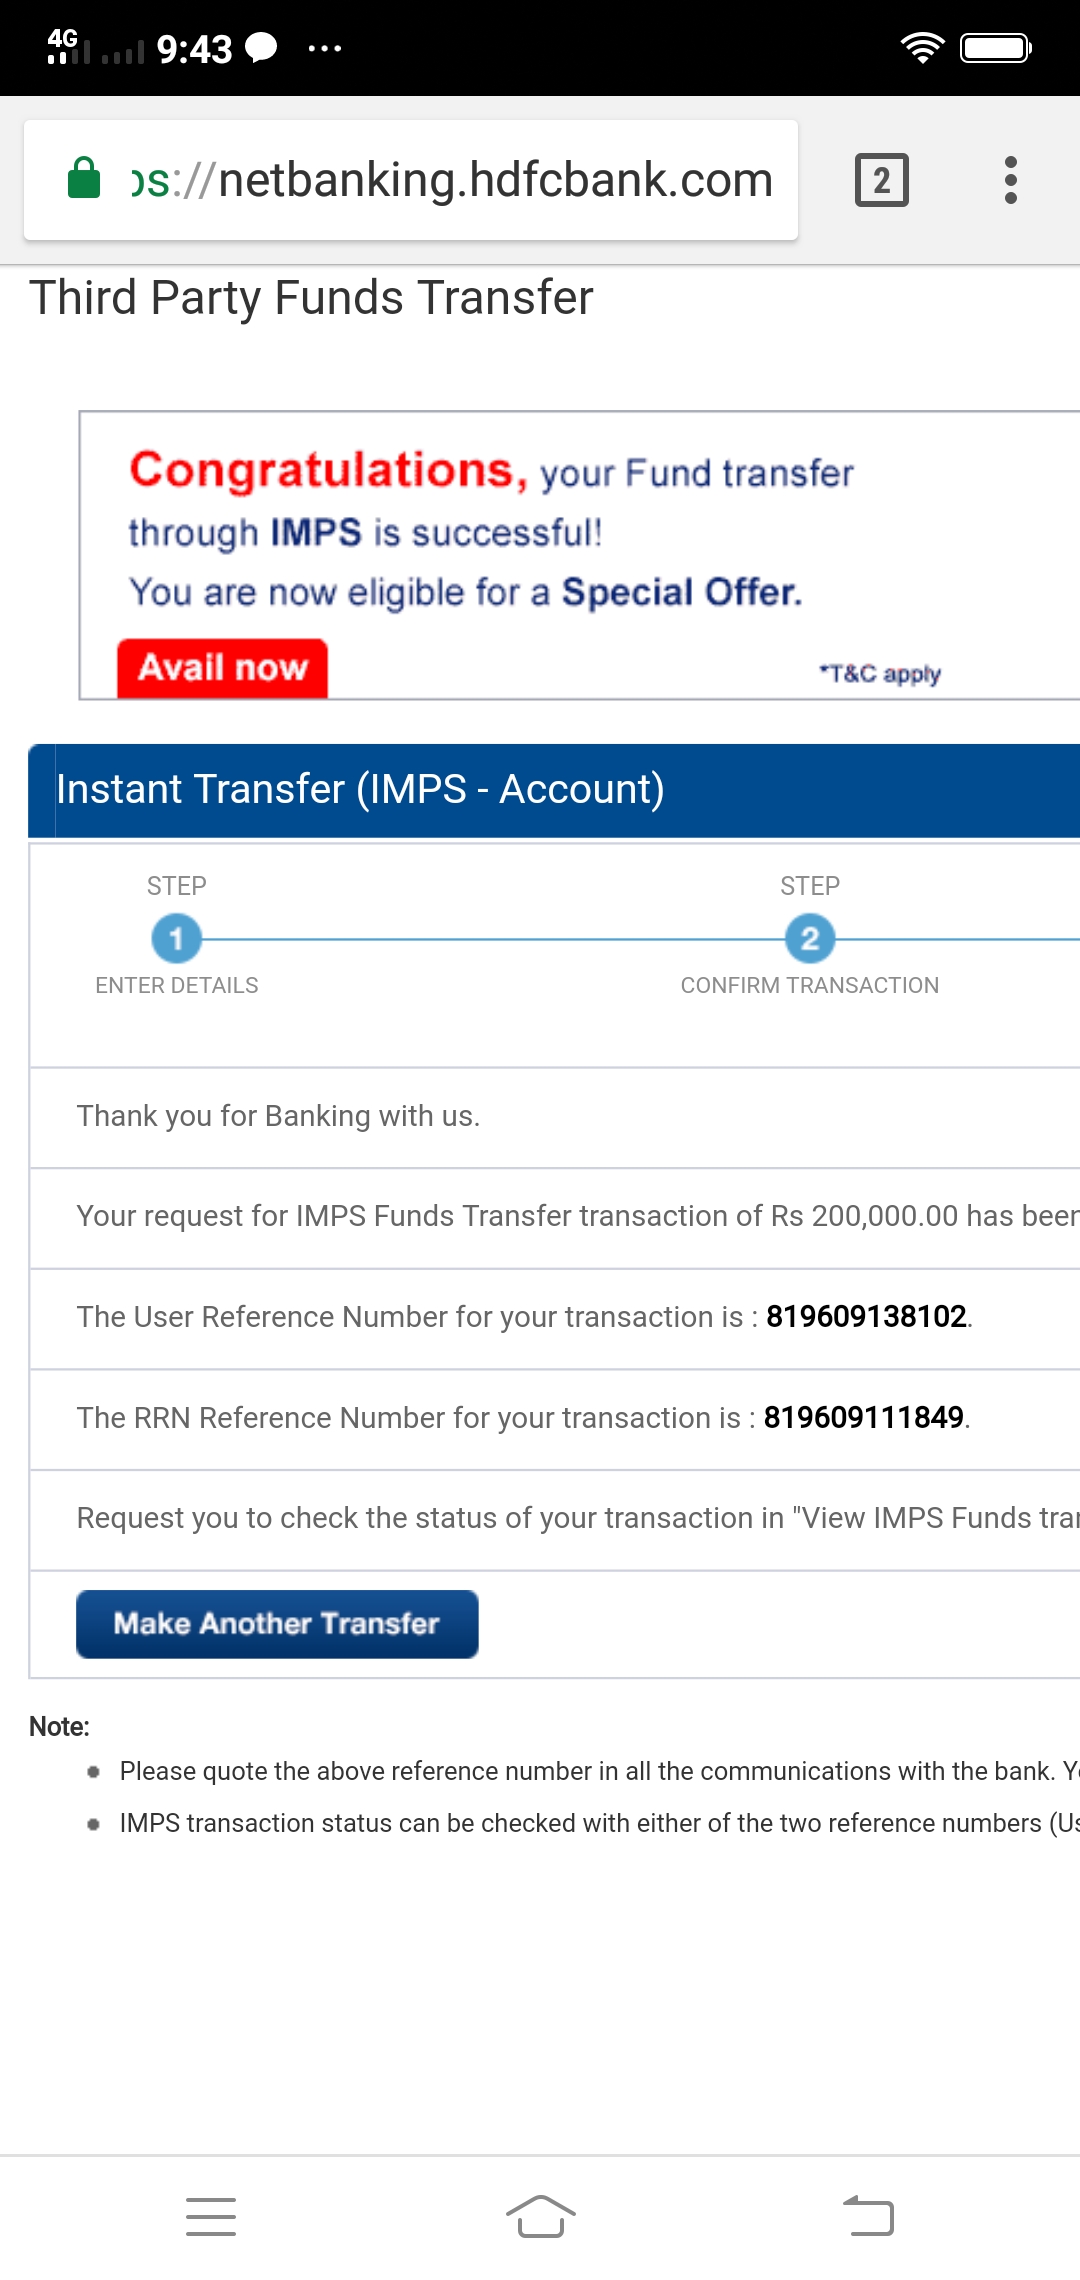 4G 9:43
ps://netbanking.hdfcbank.com 2
Third Party Funds Transfer
Congratulations, your Fund transfer
through IMPS is successful!
You are now eligible for a Special Offer.
Avail now
*T&C apply
Instant Transfer (IMPS - Account)
STEP STEP
1 2
ENTER DETAILS CONFIRM TRANSACTION
Thank you for Banking with us.
Your request for IMPS Funds Transfer transaction of Rs 200,000.00 has been
The User Reference Number for your transaction is : 819609138102.
The RRN Reference Number for your transaction is : 819609111849.
Request you to check the status of your transaction in "View IMPS Funds
Make Another Transfer
Note:
Please quote the above reference number in all the communications with the bank.
IMPS transaction status can be checked with either of the two reference numbers